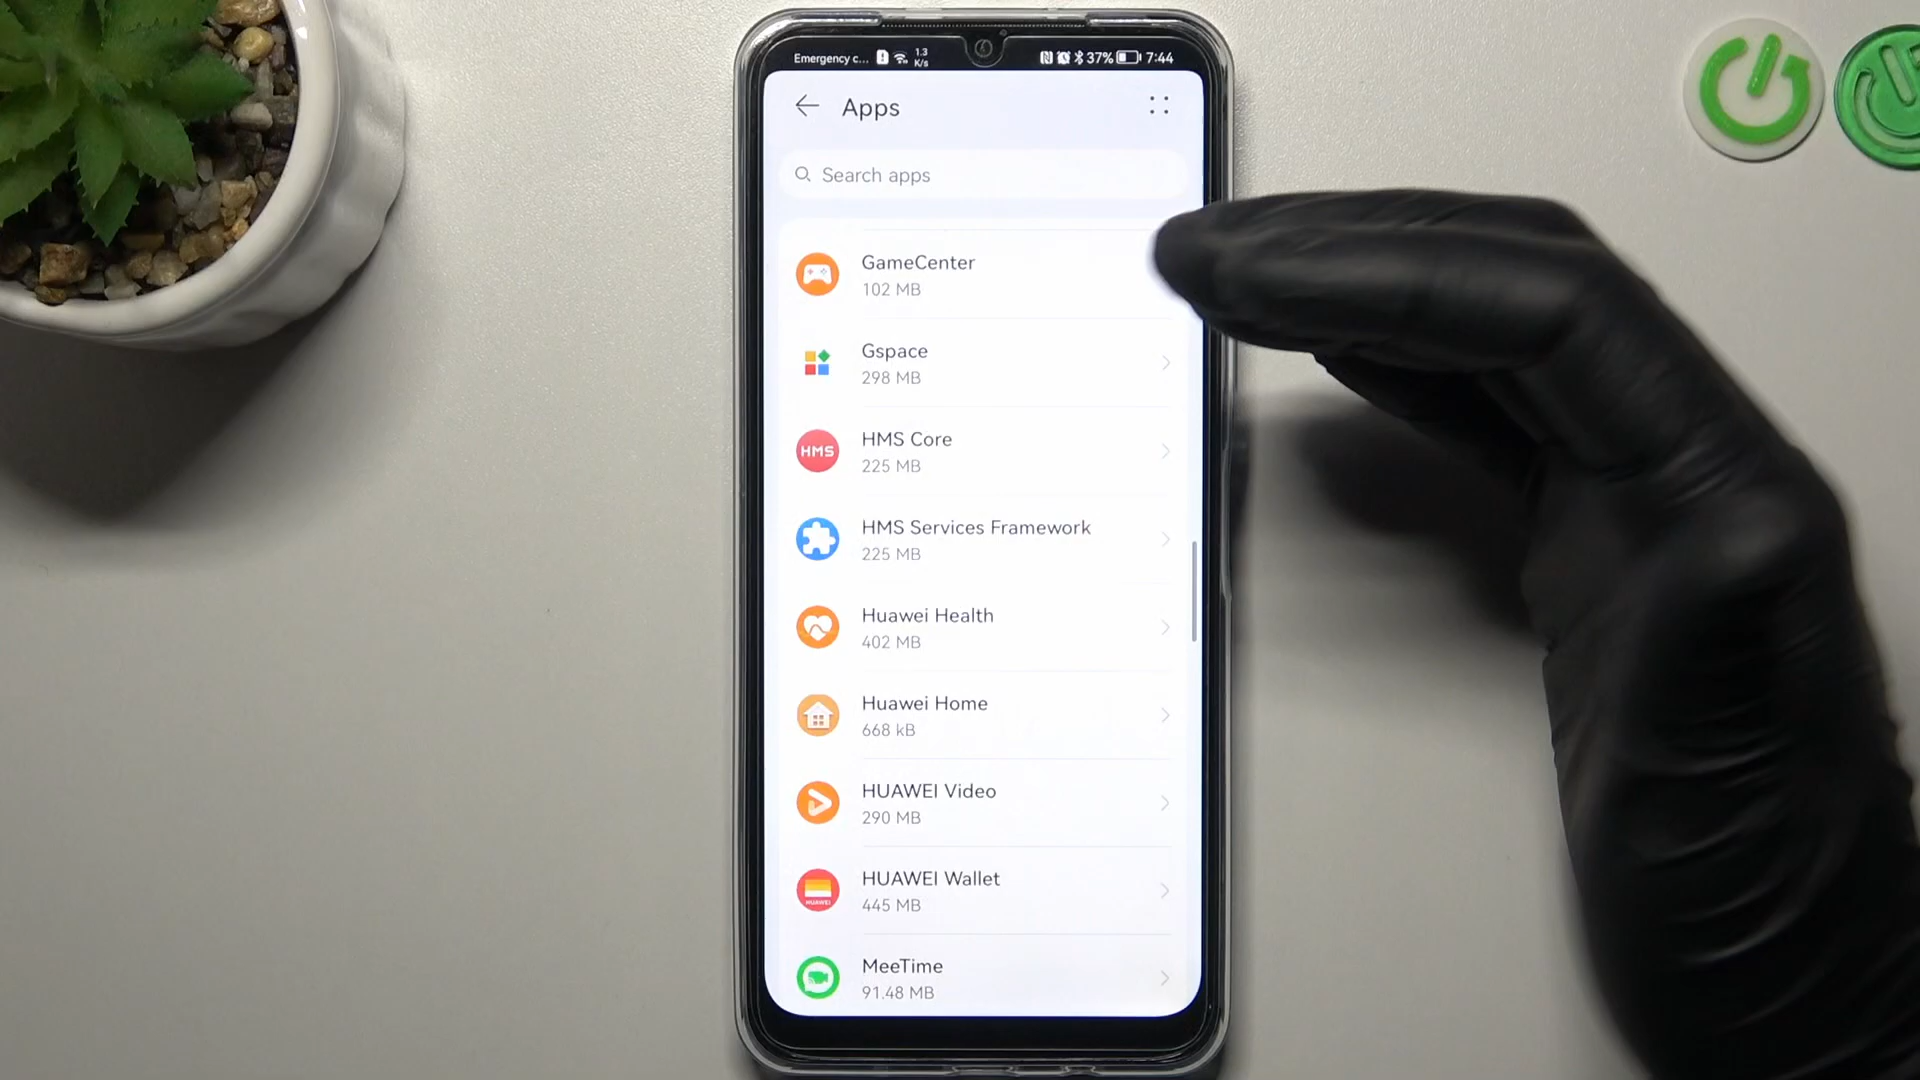 Emergency c... 1.3 K/s 37% 7:44
Apps
Search apps
GameCenter
102 MB
Gspace
298 MB
HMS
HMS Core
225 MB
HMS Services Framework
225 MB
Huawei Health
402 MB
Huawei Home
668 kB
HUAWEI Video
290 MB
HUAWEI
HUAWEI Wallet
445 MB
MeeTime
91.48 MB